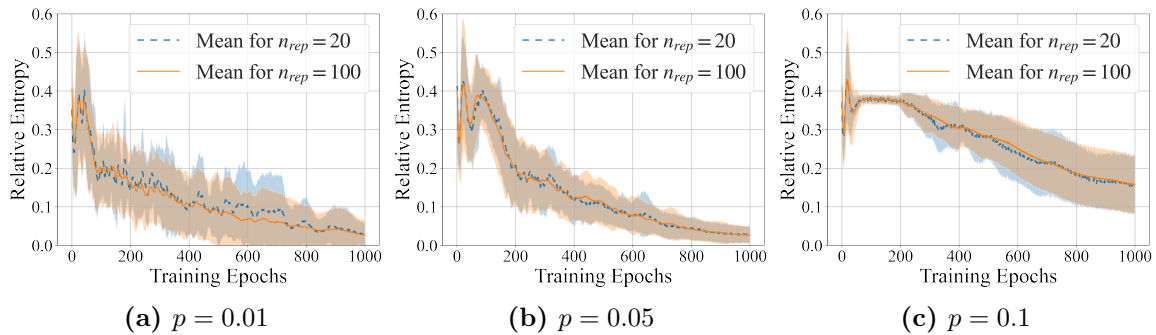 0.6
0.5
0.4
0.3
0.2
0.1
0.0
Relative Entropy
Mean for n_rep = 20
Mean for n_rep = 100
0 200 400 600 800 1000
Training Epochs
(a) p = 0.01
0.6
0.5
0.4
0.3
0.2
0.1
0.0
Relative Entropy
Mean for n_rep = 20
Mean for n_rep = 100
0 200 400 600 800 1000
Training Epochs
(b) p = 0.05
0.6
0.5
0.4
0.3
0.2
0.1
0.0
Relative Entropy
Mean for n_rep = 20
Mean for n_rep = 100
0 200 400 600 800 1000
Training Epochs
(c) p = 0.1